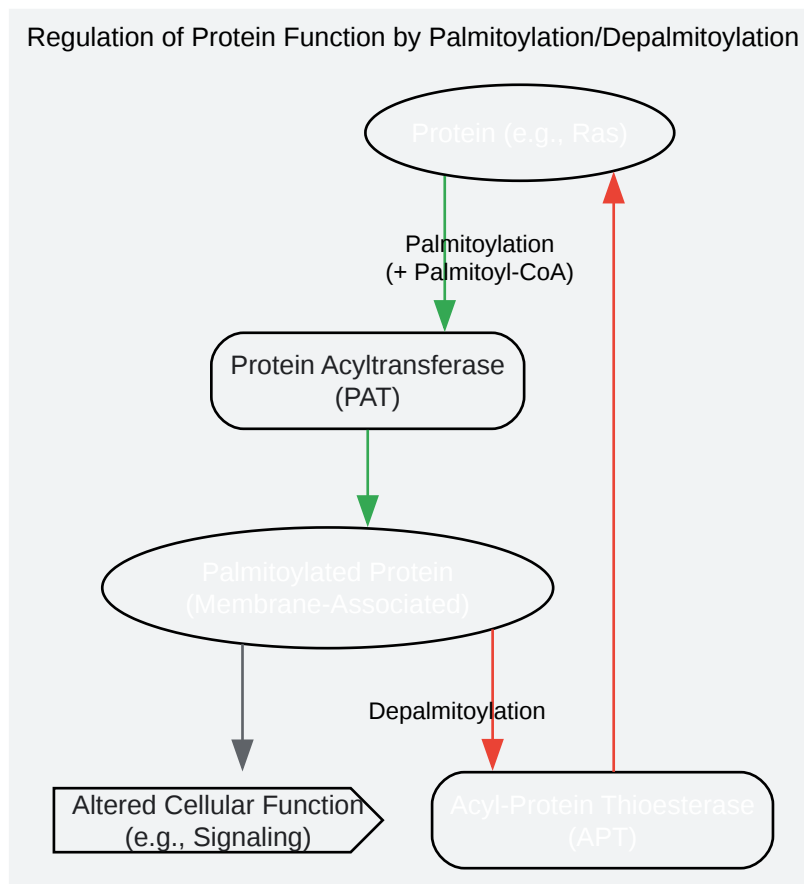 Regulation of Protein Function by Palmitoylation/Depalmitoylation
Protein (e.g., Ras)
Palmitoylation
(+ Palmitoyl-CoA)
Protein Acyltransferase
(PAT)
Palmitoylated Protein
(Membrane-Associated)
Depalmitoylation
Altered Cellular Function
(e.g., Signaling)
Acyl-Protein Thioesterase
(APT)